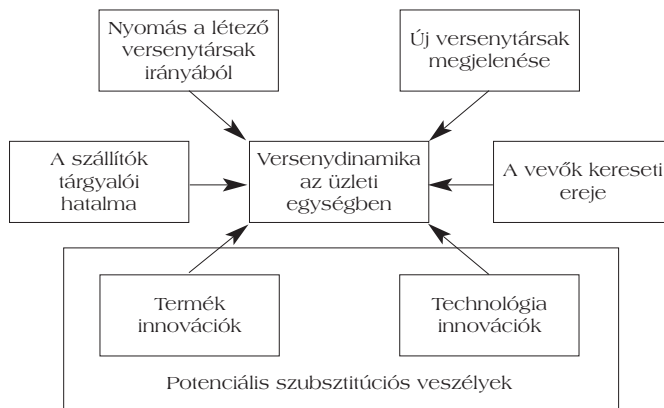 Nyomás a létező
versenytársak
irányából
Új versenytársak
megjelenése
A szállítók
tárgyalói
hatalma
Versenydinamika
az üzleti
egységben
A vevők kereseti
ereje
Termék
innovációk
Technológia
innovációk
Potenciális szubsztitúciós veszélyek